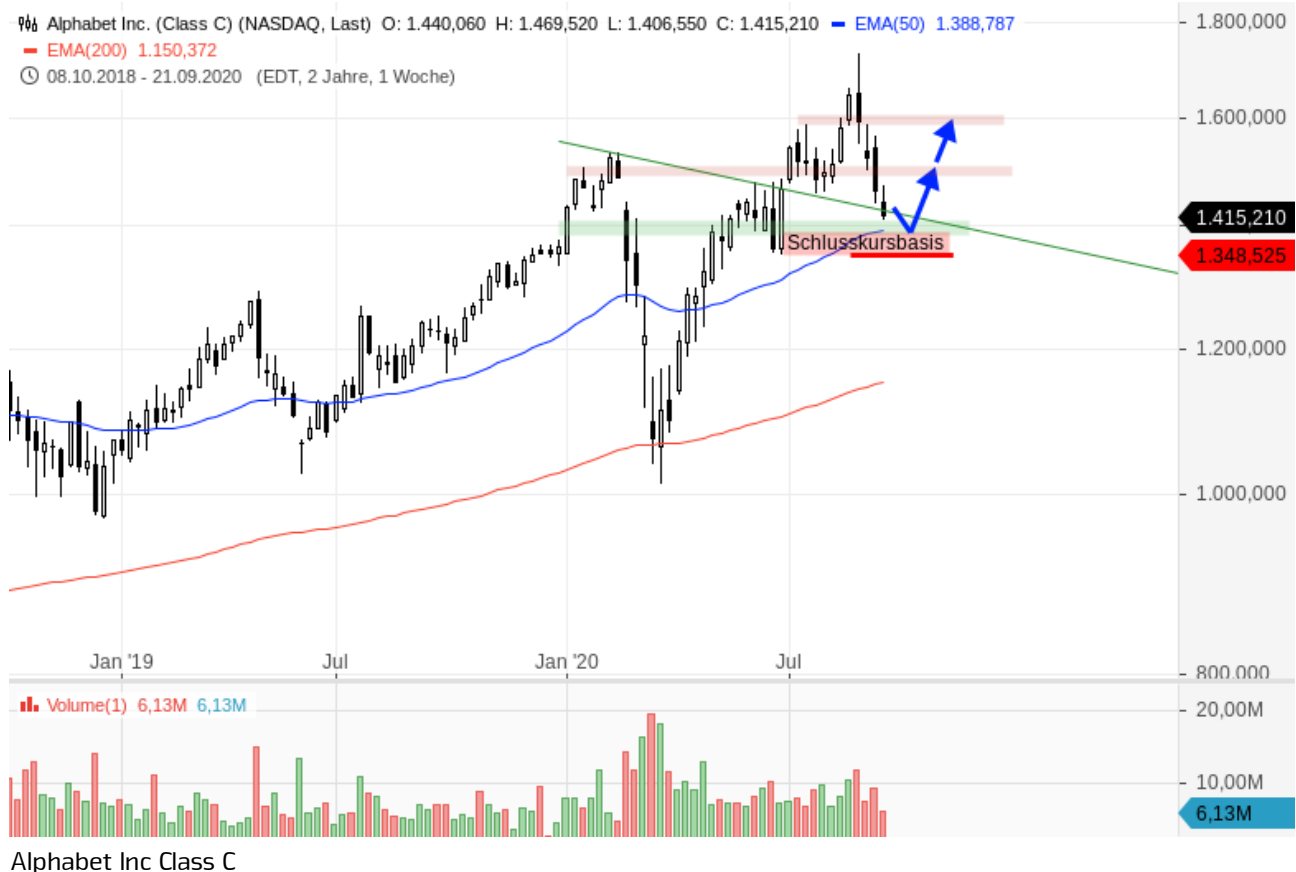 Alphabet Inc. (Class C) (NASDAQ, Last) O: 1.440,060 H: 1.469,520 L: 1.406,550 C: 1.415,210 EMA(50) 1.388,787
EMA(200) 1.150,372
08.10.2018 - 21.09.2020 (EDT, 2 Jahre, 1 Woche)
1.800,000
1.600,000
1.415,210
Schlusskursbasis
1.348,525
1.200,000
1.000,000
Jan '19 Jul Jan '20 Jul
800.000
Volume(1) 6,13M 6,13M
20,00M
10,00M
6,13M
Alphabet Inc Class C